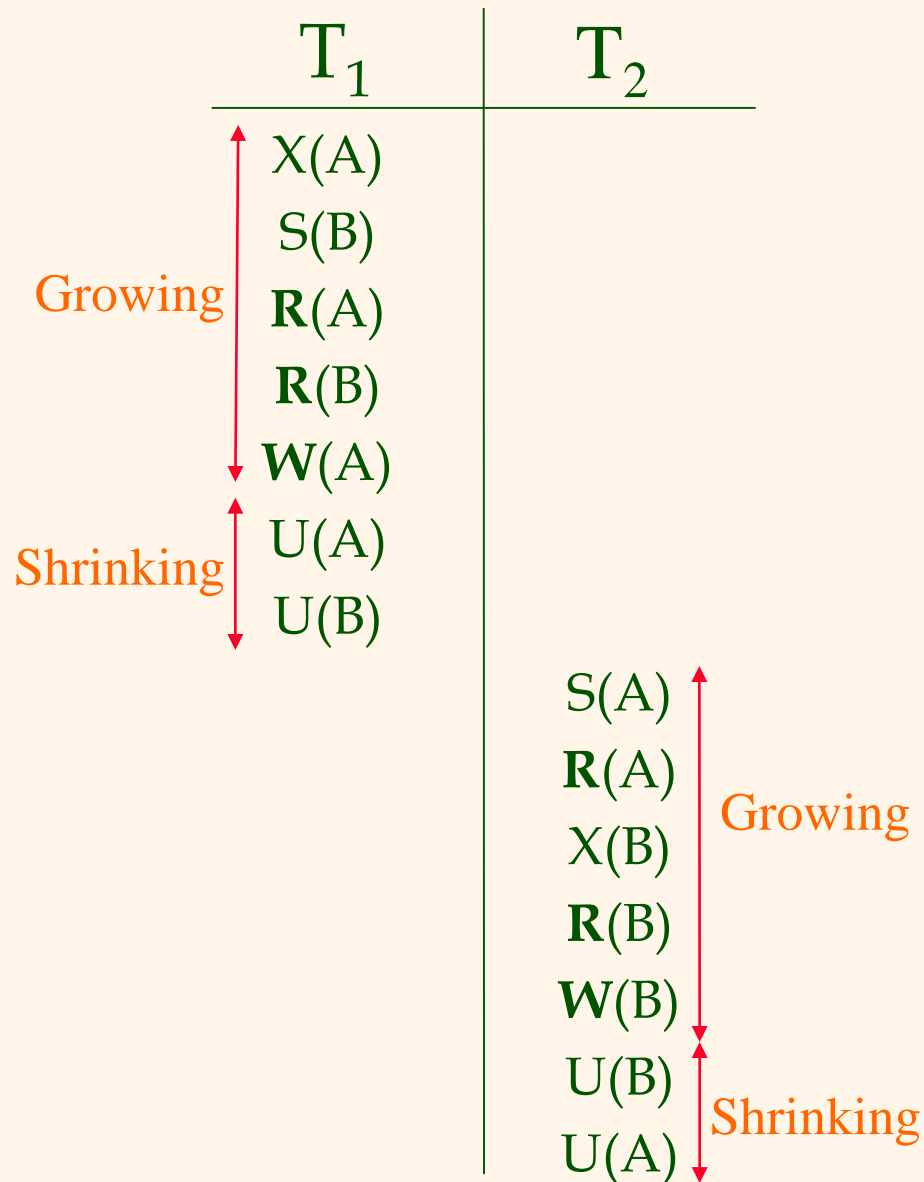 T₁ T₂
X(A)
S(B)
Growing R(A)
R(B)
W(A)
Shrinking U(A)
U(B)
S(A)
R(A)
Growing
X(B)
R(B)
W(B)
U(B)
Shrinking
U(A)